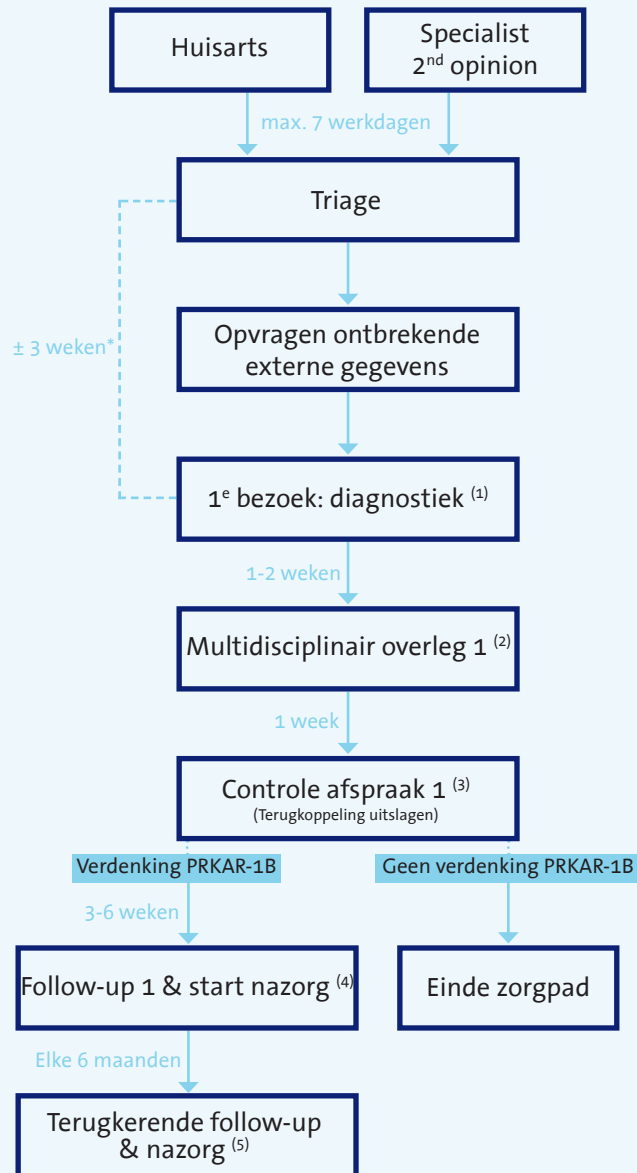 Huisarts
Specialist
2nd opinion
max. 7 werkdagen
Triage
± 3 weken*
Opvragen ontbrekende
externe gegevens
1e bezoek: diagnostiek (1)
1-2 weken
Multidisciplinair overleg 1 (2)
1 week
Controle afspraak 1 (3)
(Terugkoppeling uitslagen)
Verdenking PRKAR-1B
Geen verdenking PRKAR-1B
3-6 weken
Follow-up 1 & start nazorg (4)
Einde zorgpad
Elke 6 maanden
Terugkerende follow-up
& nazorg (5)